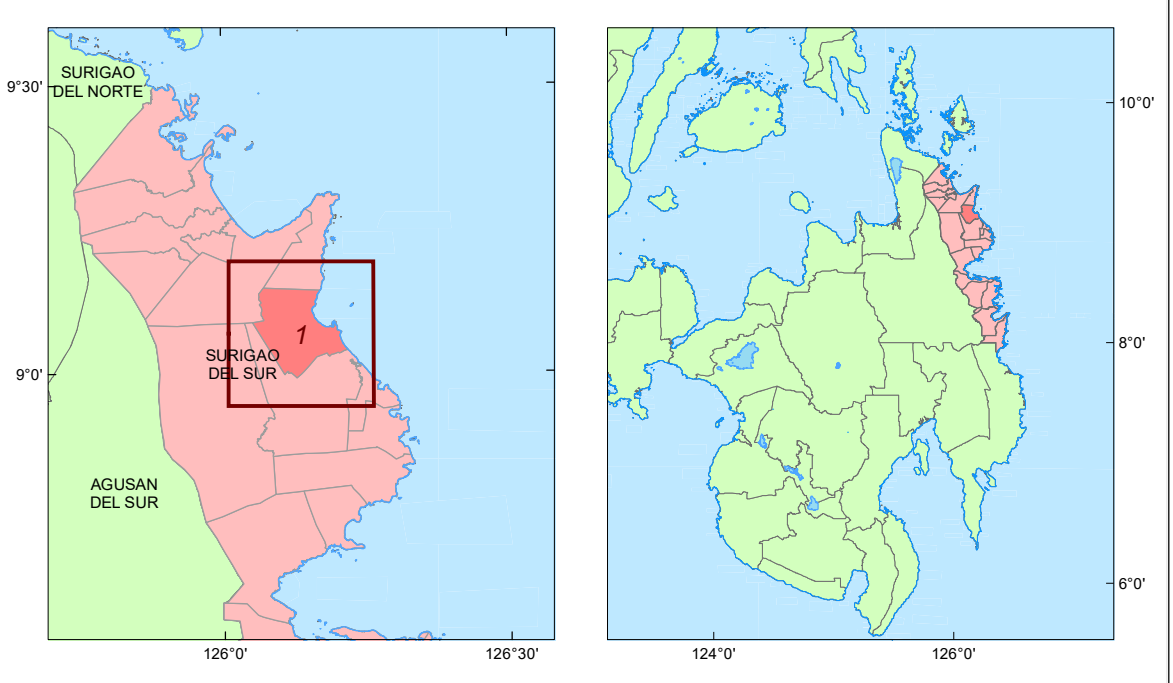 SURIGAO
DEL NORTE
9°30'
1
SURIGAO
DEL SUR
9°0'
AGUSAN
DEL SUR
126°0'
126°30'
10°0'
8°0'
6°0'
124°0'
126°0'